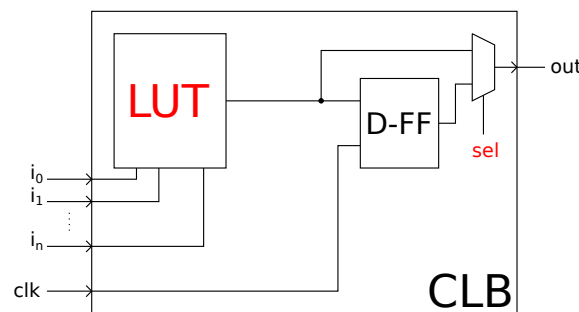 LUT
D-FF
out
sel
i0
i1
in
clk
CLB